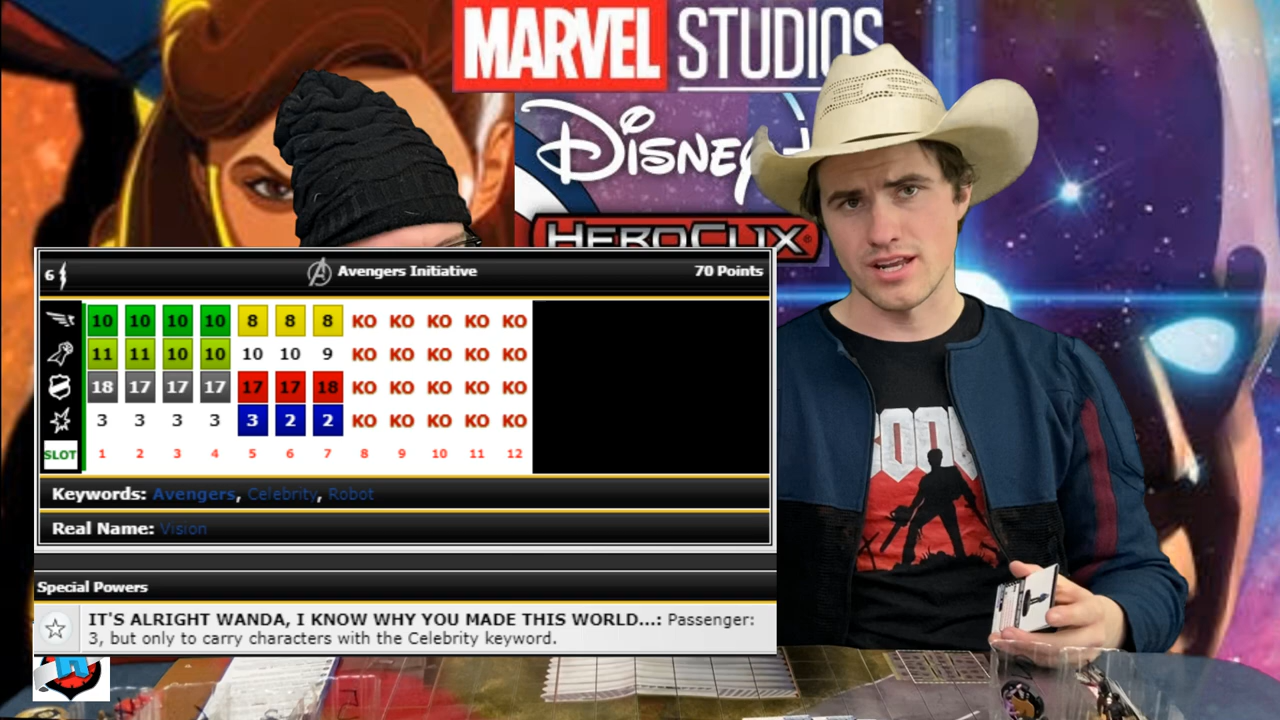 MARVEL STUDIOS
DISNEY
HEROCLIX
6 Avengers Initiative 70 Points
10 10 10 10 8 8 8 KO KO KO KO KO
11 11 10 10 10 10 9 KO KO KO KO KO
18 17 17 17 17 17 18 KO KO KO KO KO
3 3 3 3 3 2 2 KO KO KO KO KO
SLOT 1 2 3 4 5 6 7 8 9 10 11 12
Keywords: Avengers, Celebrity, Robot
Real Name: Vision
Special Powers
IT'S ALRIGHT WANDA, I KNOW WHY YOU MADE THIS WORLD...: Passenger:
3, but only to carry characters with the Celebrity keyword.